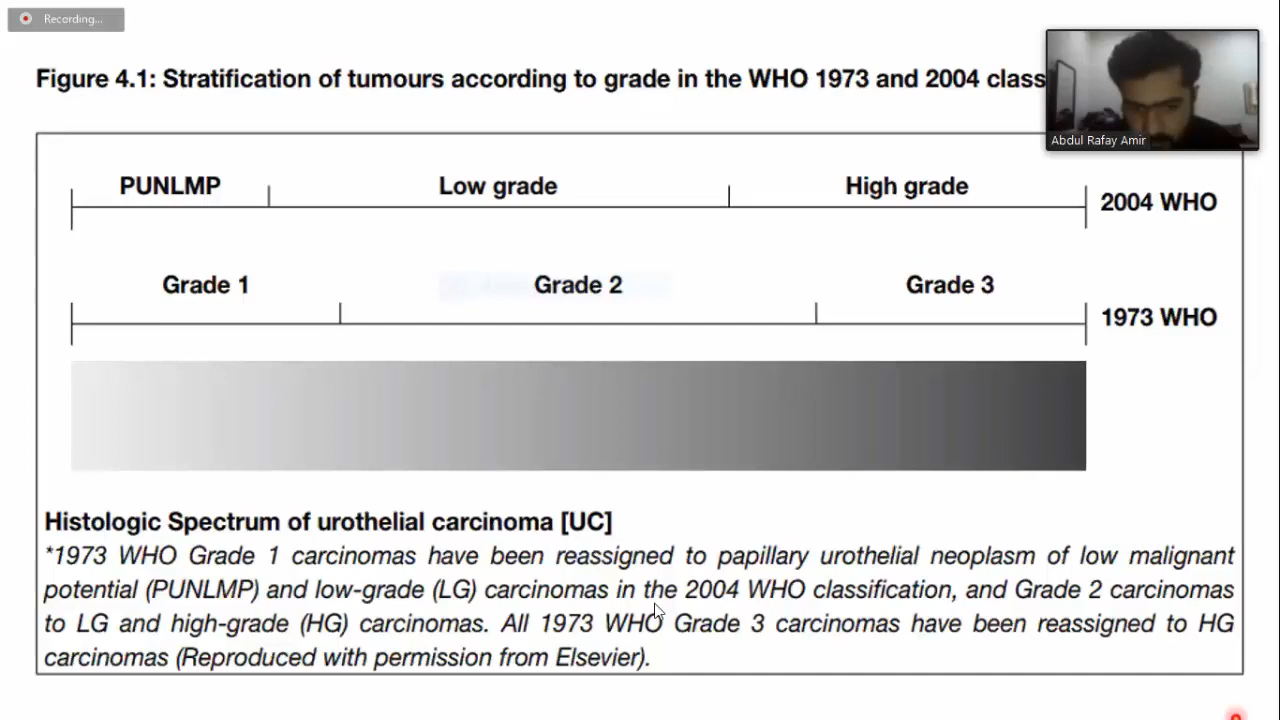 Recording...
Figure 4.1: Stratification of tumours according to grade in the WHO 1973 and 2004 class
Abdul Rafay Amir
PUNLMP Low grade High grade 2004 WHO
Grade 1 Grade 2 Grade 3 1973 WHO
Histologic Spectrum of urothelial carcinoma [UC]
*1973 WHO Grade 1 carcinomas have been reassigned to papillary urothelial neoplasm of low malignant
potential (PUNLMP) and low-grade (LG) carcinomas in the 2004 WHO classification, and Grade 2 carcinomas
to LG and high-grade (HG) carcinomas. All 1973 WHO Grade 3 carcinomas have been reassigned to HG
carcinomas (Reproduced with permission from Elsevier).